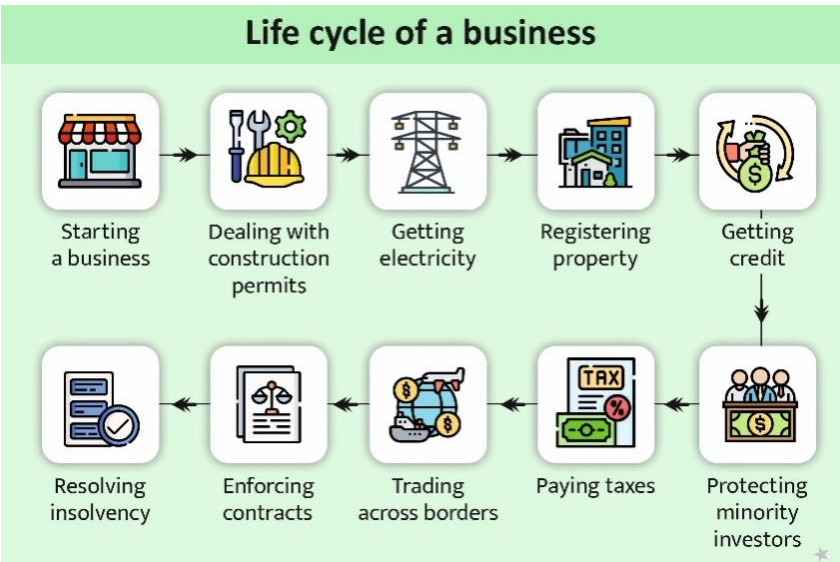 Life cycle of a business
Starting
a business
Dealing with
construction
permits
Getting
electricity
Registering
property
Getting
credit
$
$
$
TAX
%
$
Resolving
insolvency
Enforcing
contracts
Trading
across borders
Paying taxes
Protecting
minority
investors